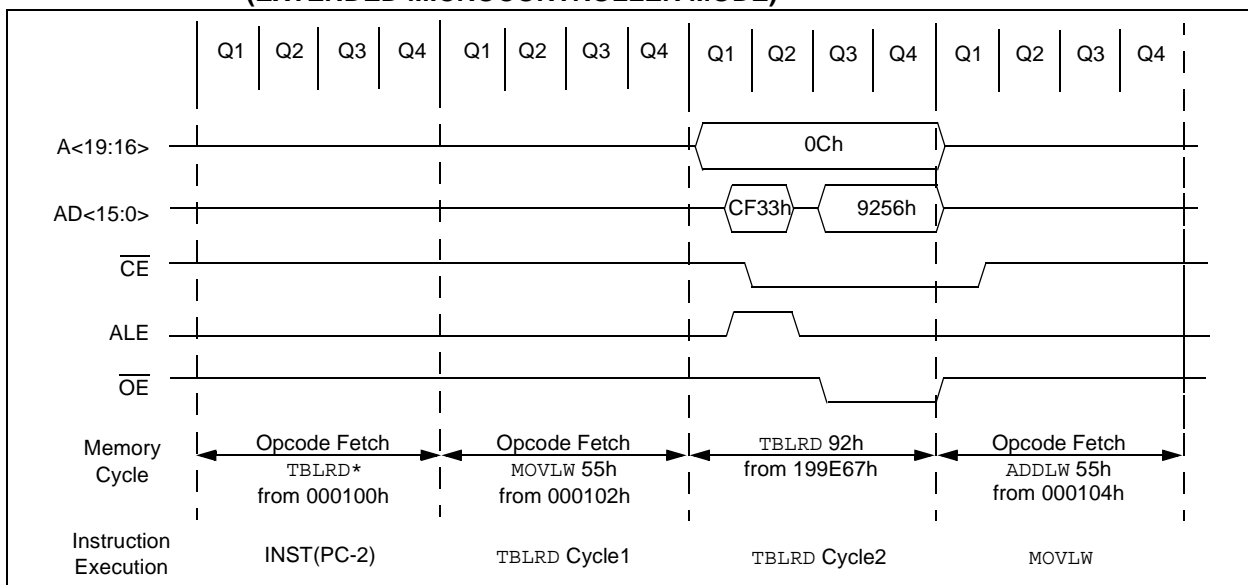 (EXTENDED MICROCONTROLLER MODE)
Q1 Q2 Q3 Q4 Q1 Q2 Q3 Q4 Q1 Q2 Q3 Q4 Q1 Q2 Q3 Q4
A<19:16> 0Ch
AD<15:0> CF33h 9256h
CE
ALE
OE
Memory Cycle
Opcode Fetch
TBLRD*
from 000100h
Opcode Fetch
MOVLW 55h
from 000102h
TBLRD 92h
from 199E67h
Opcode Fetch
ADDLW 55h
from 000104h
Instruction Execution
INST(PC-2)
TBLRD Cycle1
TBLRD Cycle2
MOVLW